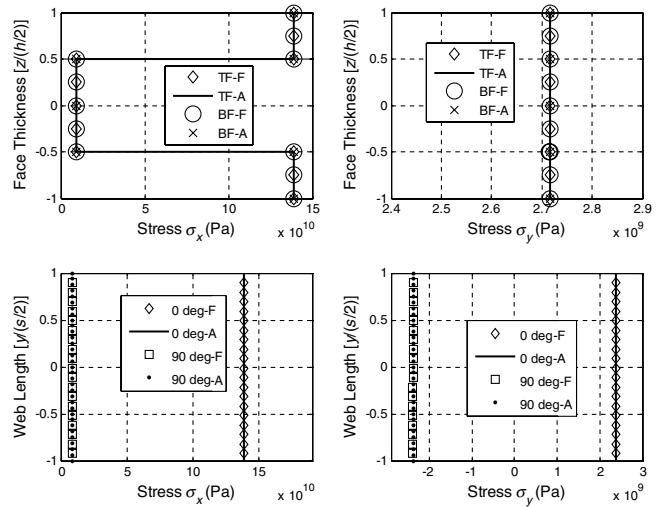 Face Thickness [z/(h/2)]
1
0.5
0
-0.5
-1
0
5
10
15
Stress σx (Pa)
x 10^10
TF-F
TF-A
BF-F
BF-A
Face Thickness [z/(h/2)]
1
0.5
0
-0.5
-1
2.4
2.5
2.6
2.7
2.8
2.9
Stress σy (Pa)
x 10^9
TF-F
TF-A
BF-F
BF-A
Web Length [y/(s/2)]
1
0.5
0
-0.5
-1
0
5
10
15
Stress σx (Pa)
x 10^10
0 deg-F
0 deg-A
90 deg-F
90 deg-A
Web Length [y/(s/2)]
1
0.5
0
-0.5
-1
-2
-1
0
1
2
3
Stress σy (Pa)
x 10^9
0 deg-F
0 deg-A
90 deg-F
90 deg-A